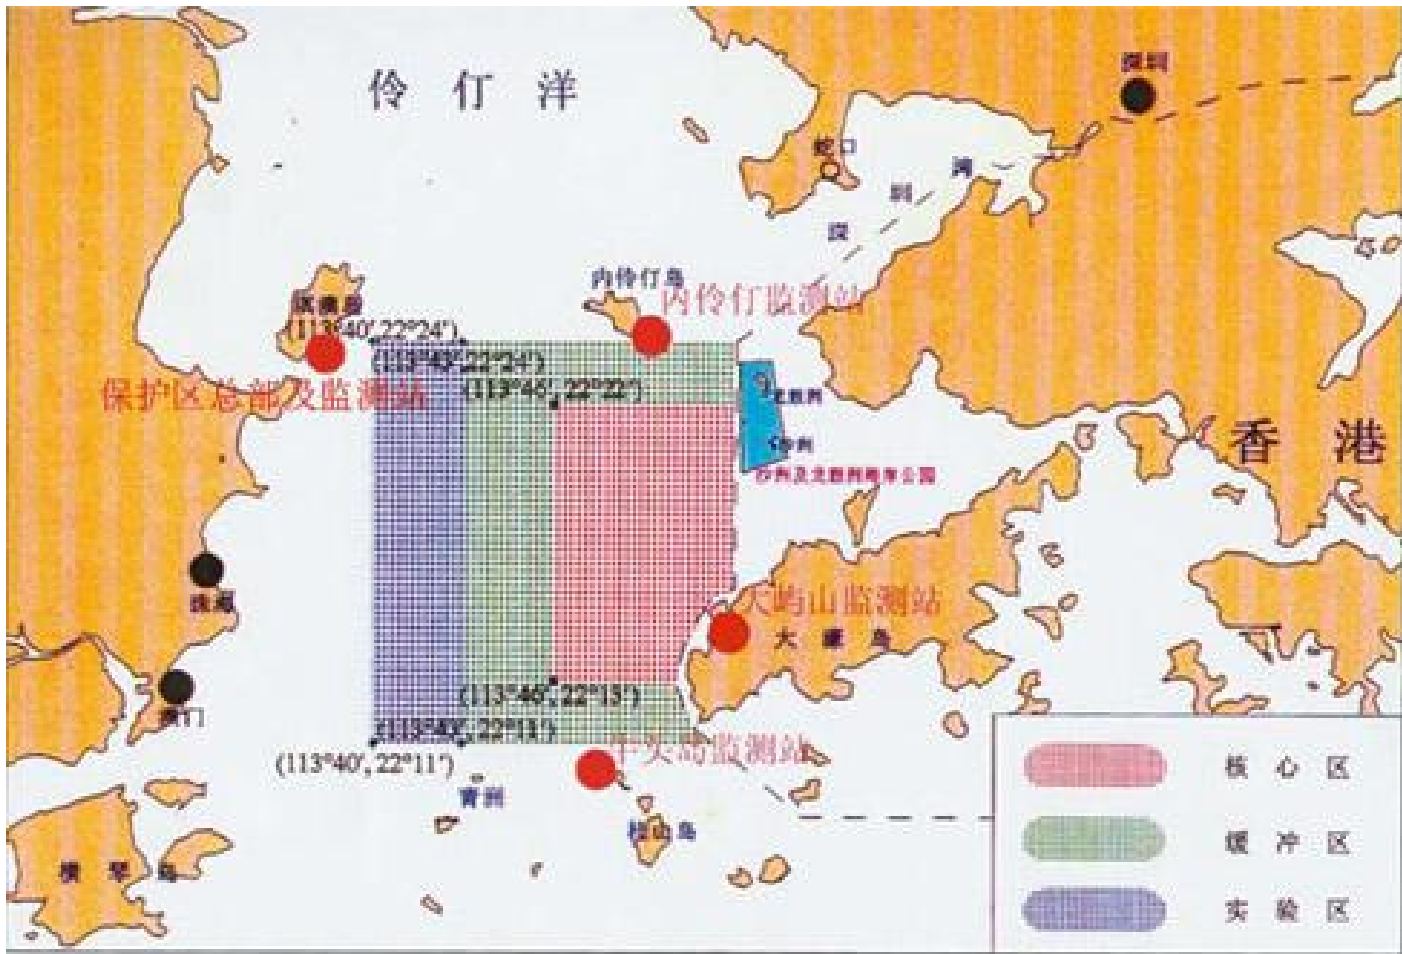 深圳
伶仃洋
蛇口
深圳湾
内伶仃岛
内伶仃监测站
淇澳岛
(113°40′,22°24′)
(113°43′,22°24′)
(113°46′,22°22′)
保护区总部及监测站
沙洲
香港
沙洲及龙鼓洲海岸公园
珠海
大屿山监测站
大濠岛
(113°46′,22°13′)
澳门
(113°43′,22°11′)
牛头岛监测站
(113°40′,22°11′)
青洲
桂山岛
横琴岛
核心区
缓冲区
实验区